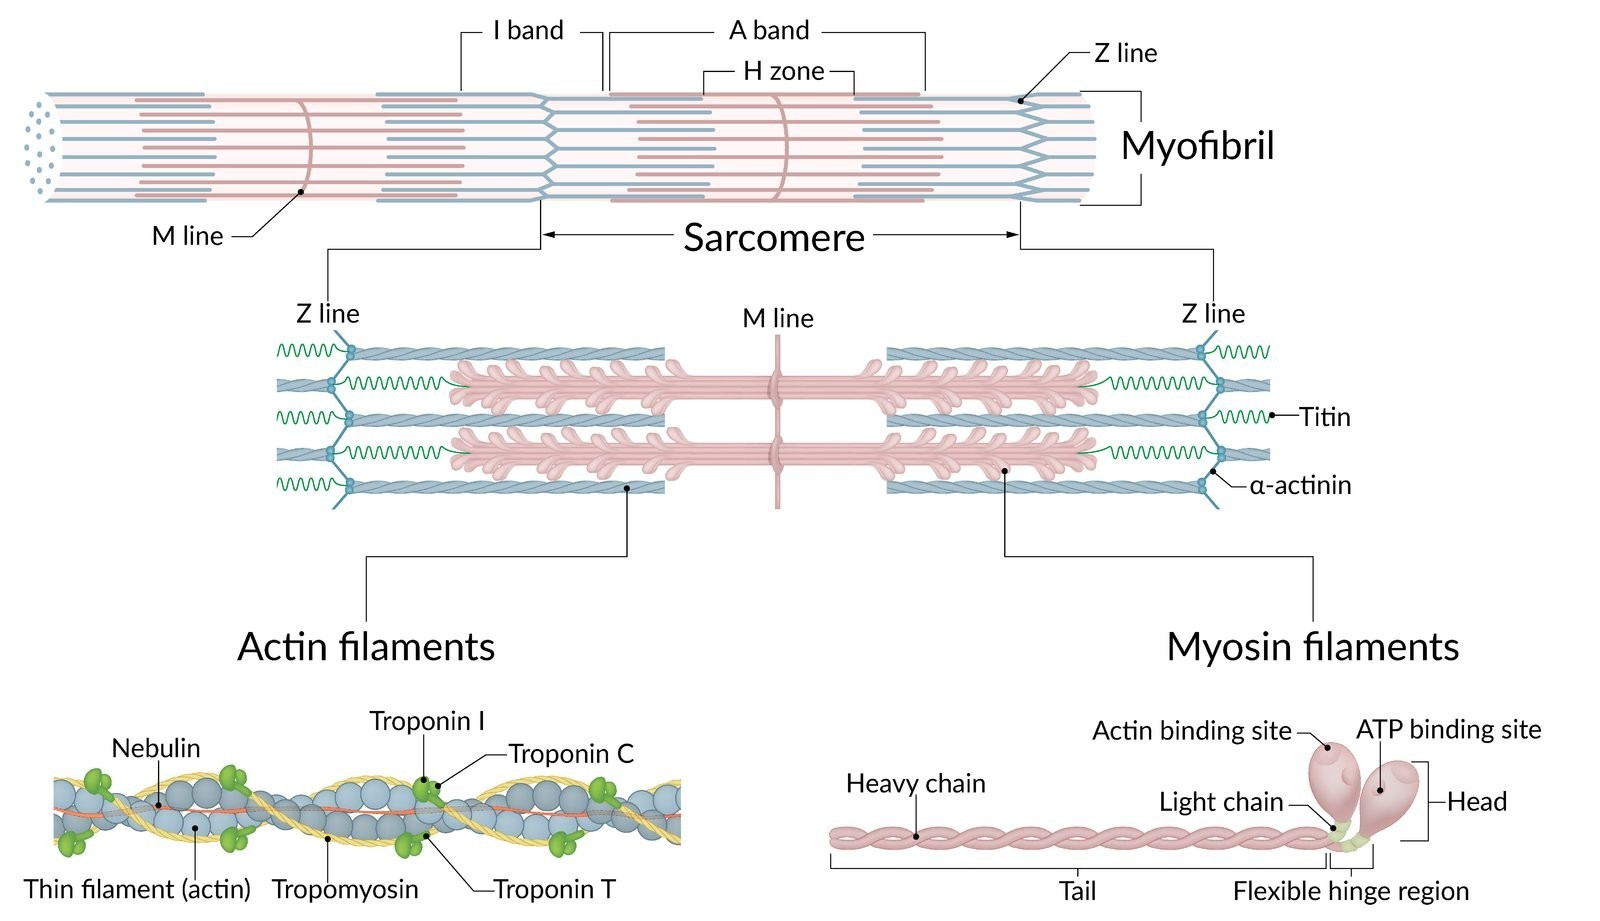 I band
A band
H zone
Z line
Myofibril
M line
Sarcomere
Z line
M line
Z line
Titin
α-actinin
Actin filaments
Myosin filaments
Troponin I
Nebulin
Troponin C
Thin filament (actin)
Tropomyosin
Troponin T
Actin binding site
ATP binding site
Heavy chain
Light chain
Head
Tail
Flexible hinge region